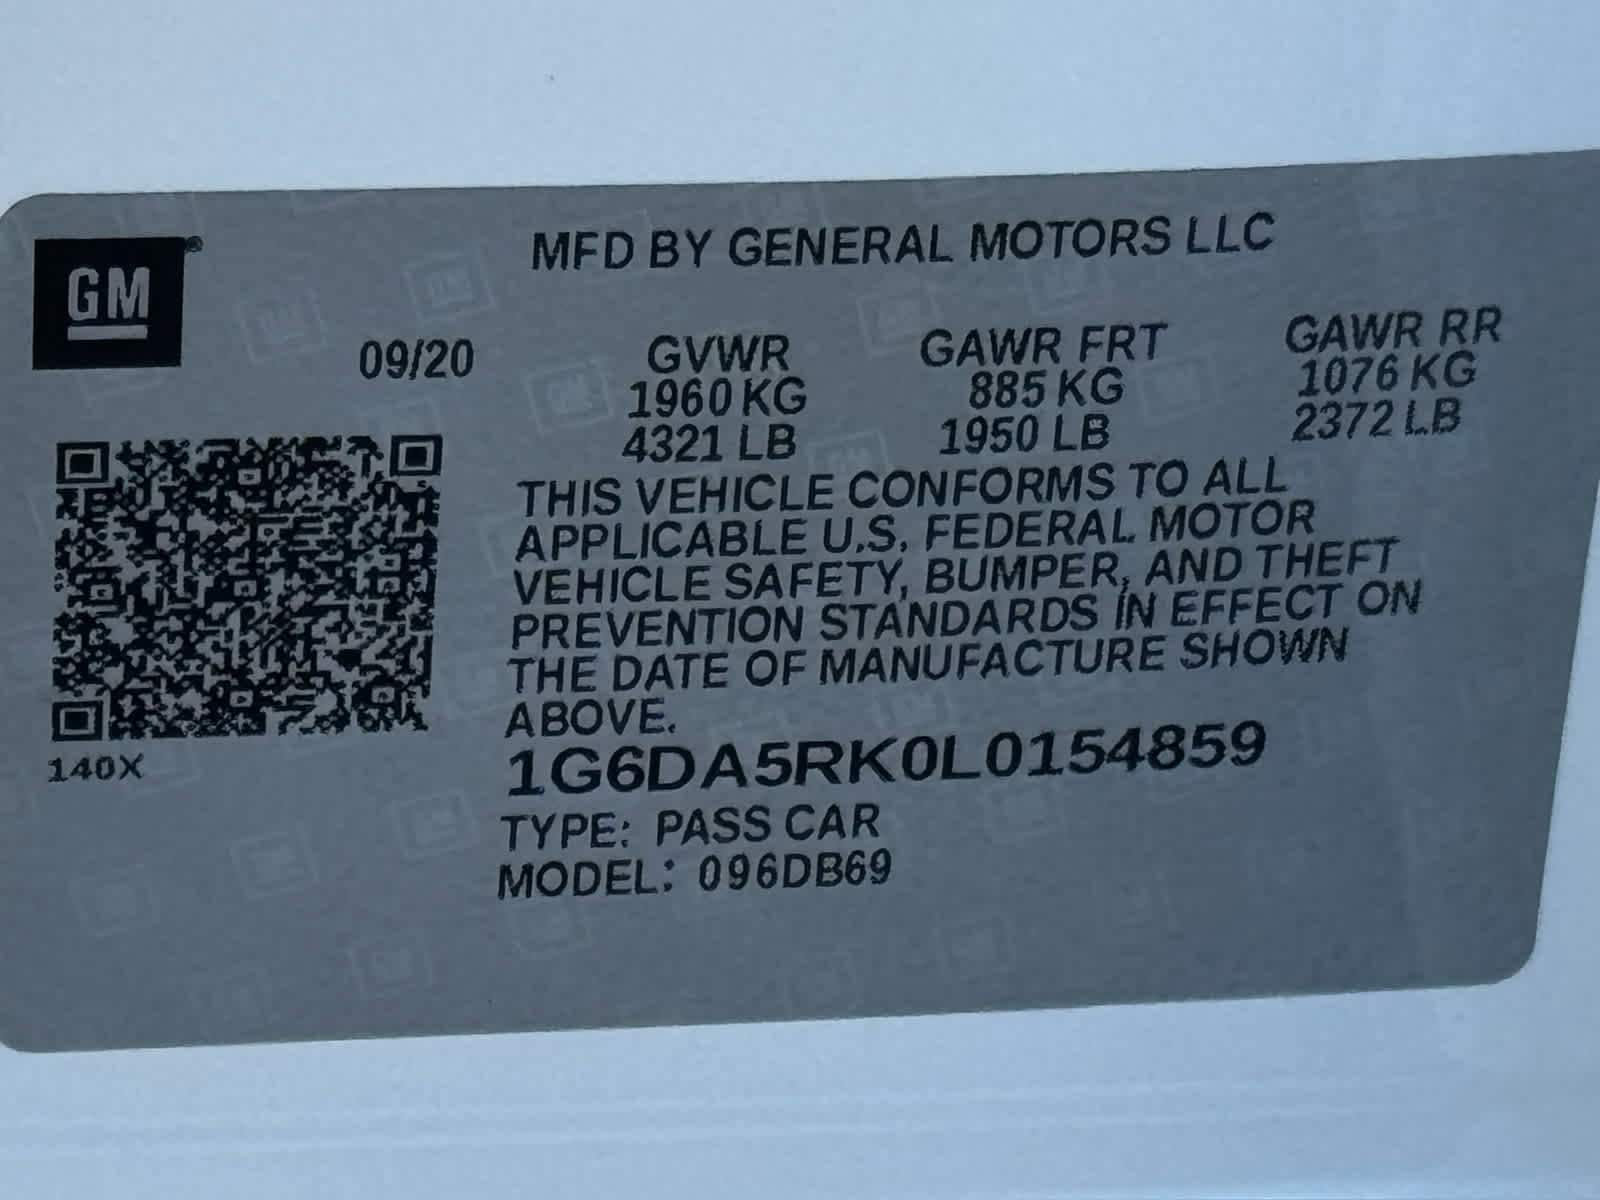 MFD BY GENERAL MOTORS LLC
GM
09/20 GVWR GAWR FRT GAWR RR
1960 KG 885 KG 1076 KG
4321 LB 1950 LB 2372 LB
THIS VEHICLE CONFORMS TO ALL
APPLICABLE U.S. FEDERAL MOTOR
VEHICLE SAFETY, BUMPER, AND THEFT
PREVENTION STANDARDS IN EFFECT ON
THE DATE OF MANUFACTURE SHOWN
ABOVE.
140X
1G6DA5RK0L0154859
TYPE: PASS CAR
MODEL: 096DB69